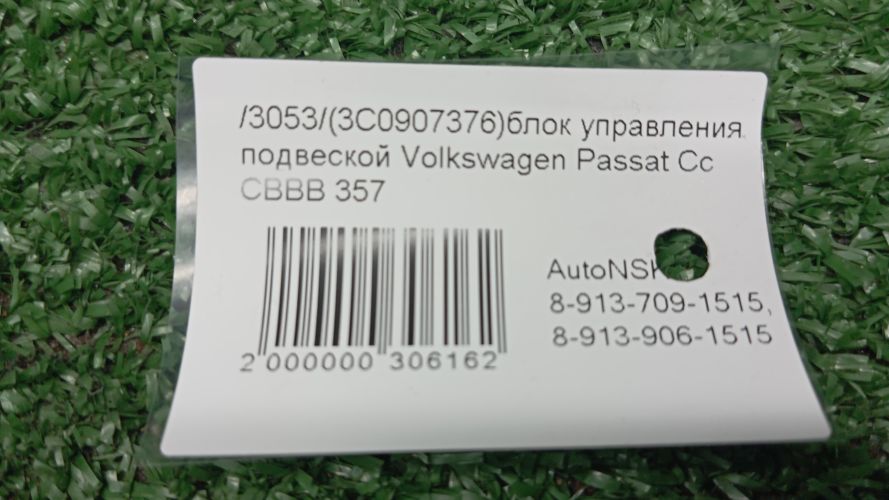 /3053/(3C0907376)блок управления
подвеской Volkswagen Passat Cc
CBBB 357
2 000000 306162
8-913-709-1515,
8-913-906-1515